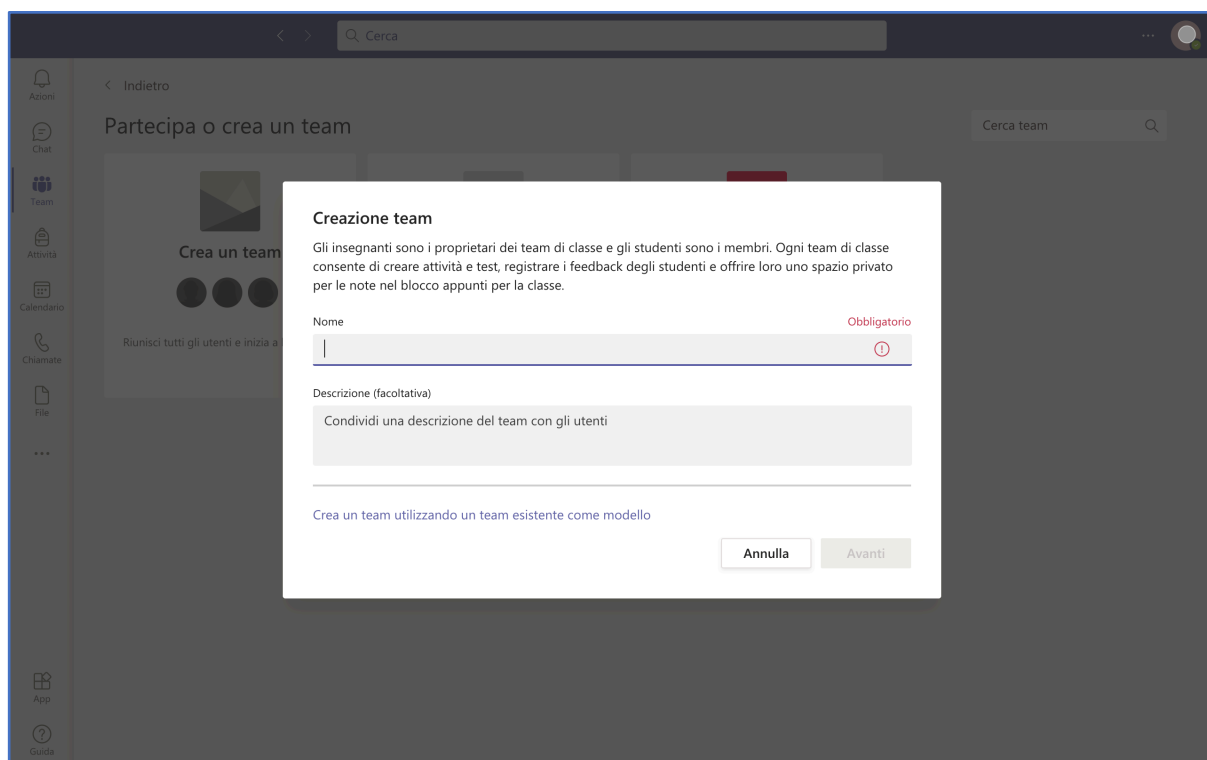 Cerca
Azioni
Chat
Team
Attività
Calendario
Chiamate
File
App
Guida
Indietro
Partecipa o crea un team
Cerca team
Crea un team
Riunisci tutti gli utenti e inizia a
Creazione team
Gli insegnanti sono i proprietari dei team di classe e gli studenti sono i membri. Ogni team di classe
consente di creare attività e test, registrare i feedback degli studenti e offrire loro uno spazio privato
per le note nel blocco appunti per la classe.
Nome Obbligatorio
Descrizione (facoltativa)
Condividi una descrizione del team con gli utenti
Crea un team utilizzando un team esistente come modello
Annulla Avanti